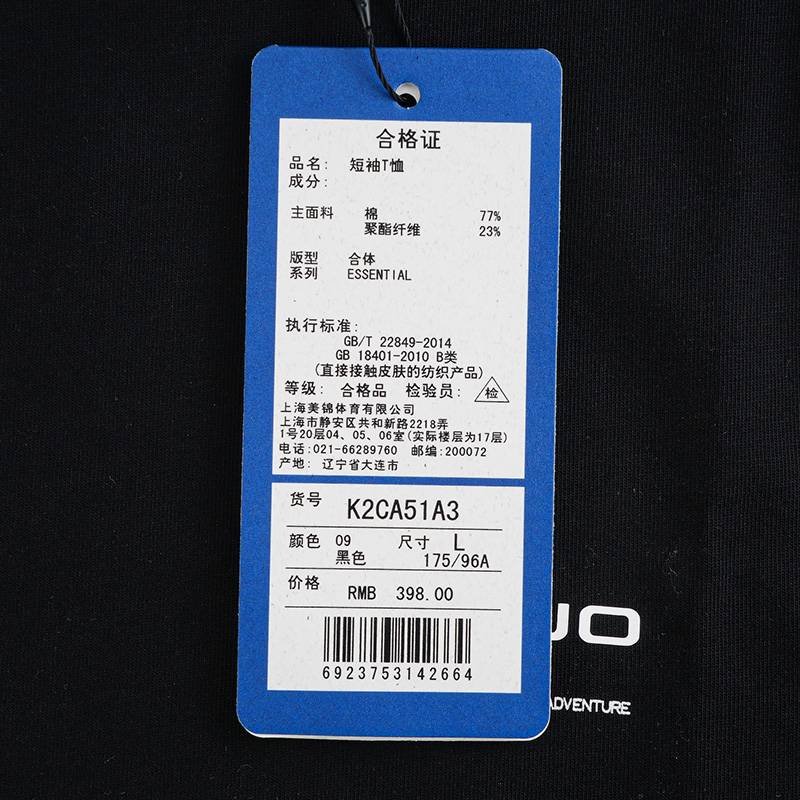 合格证
品名: 短袖T恤
成分:
主面料 棉 77%
聚酯纤维 23%
版型 合体
系列 ESSENTIAL
执行标准:
GB/T 22849-2014
GB 18401-2010 B类
(直接接触皮肤的纺织产品)
等级: 合格品 检验员: 检
上海美锦体育有限公司
上海市静安区共和新路2218弄
1号20层04、05、06室(实际楼层为17层)
电话:021-66289760 邮编:200072
产地: 辽宁省大连市
货号 K2CA51A3
颜色 09 尺寸 L
黑色 175/96A
价格 RMB 398.00
6923753142664
ADVENTURE